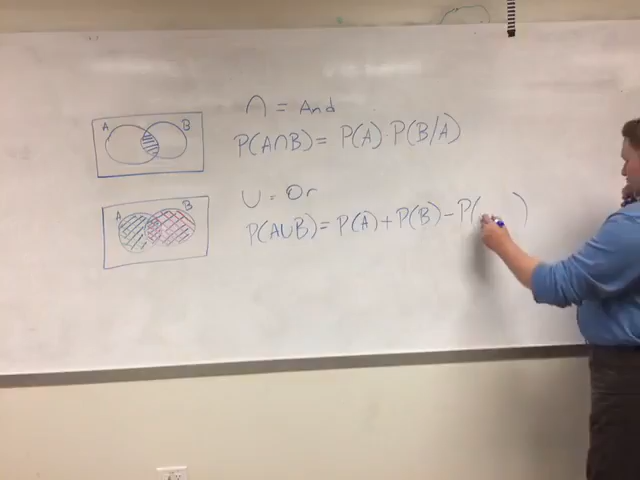 A B
∩ = And
P(A∩B) = P(A)·P(B/A)
A B
U = Or
P(AUB) = P(A) + P(B) - P( )